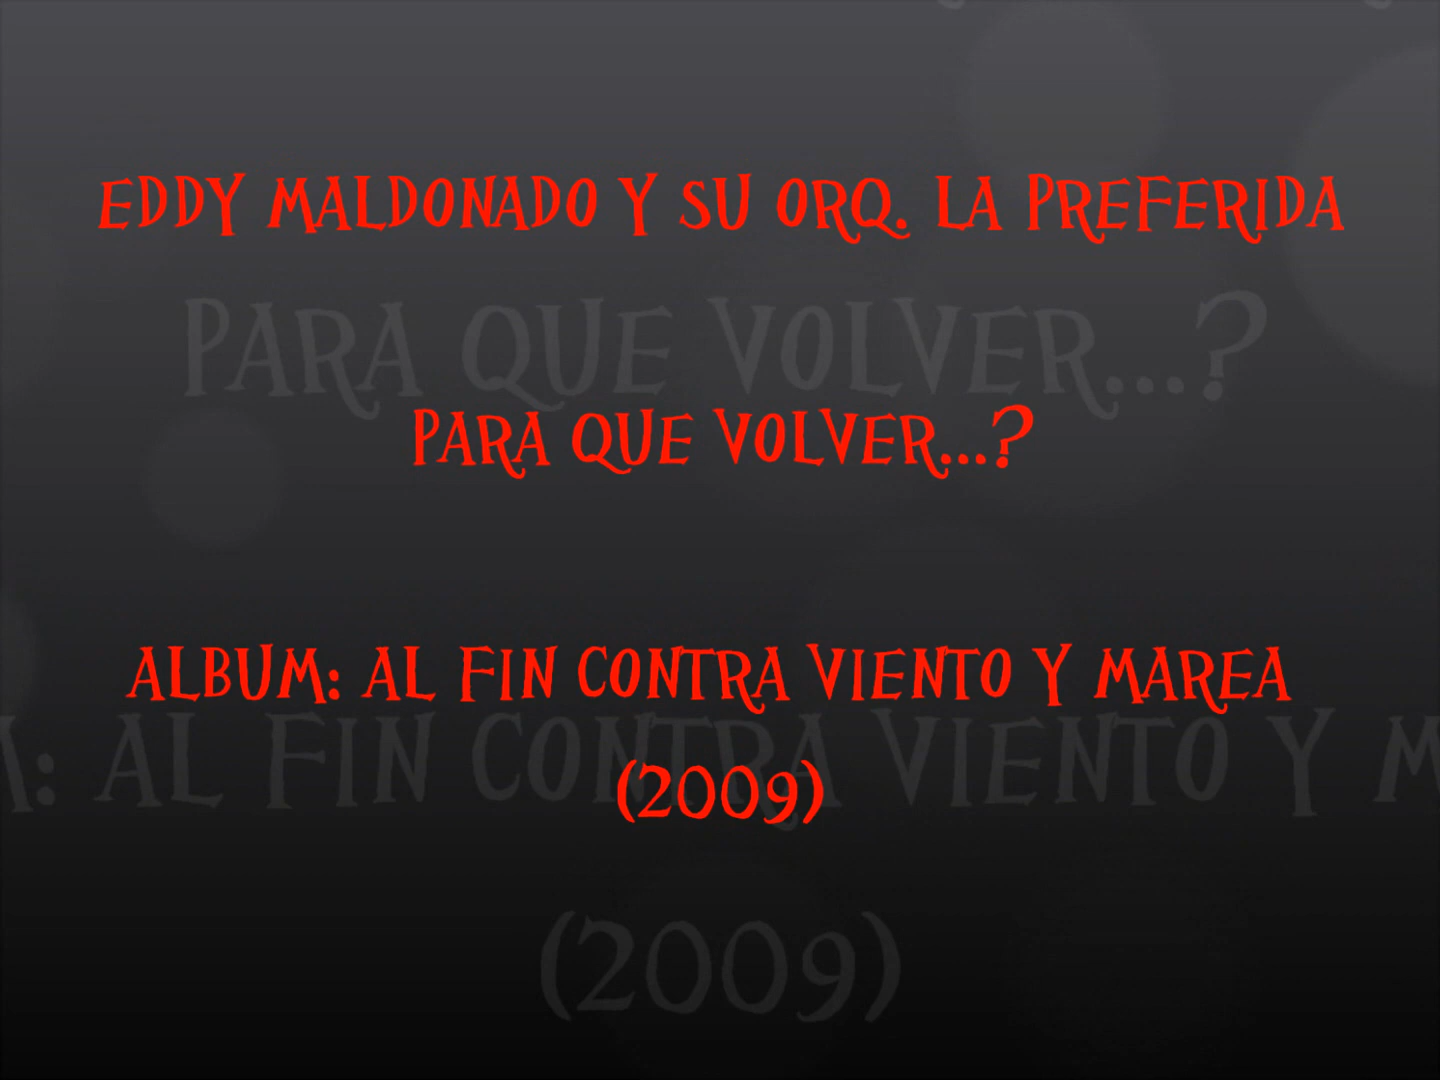 EDDY MALDONADO Y SU ORQ. LA PREFERIDA
PARA QUE VOLVER...?
PARA QUE VOLVER...?
ALBUM: AL FIN CONTRA VIENTO Y MAREA
: AL FIN CONTRA VIENTO Y M
(2009)
(2009)